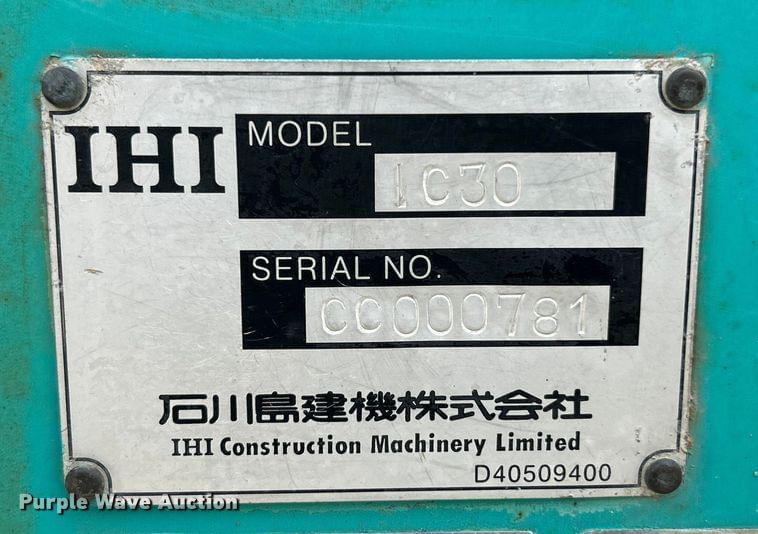 IHI
MODEL
IC30
SERIAL NO.
CC000781
石川島建機株式会社
IHI Construction Machinery Limited
D40509400
Purple Wave Auction